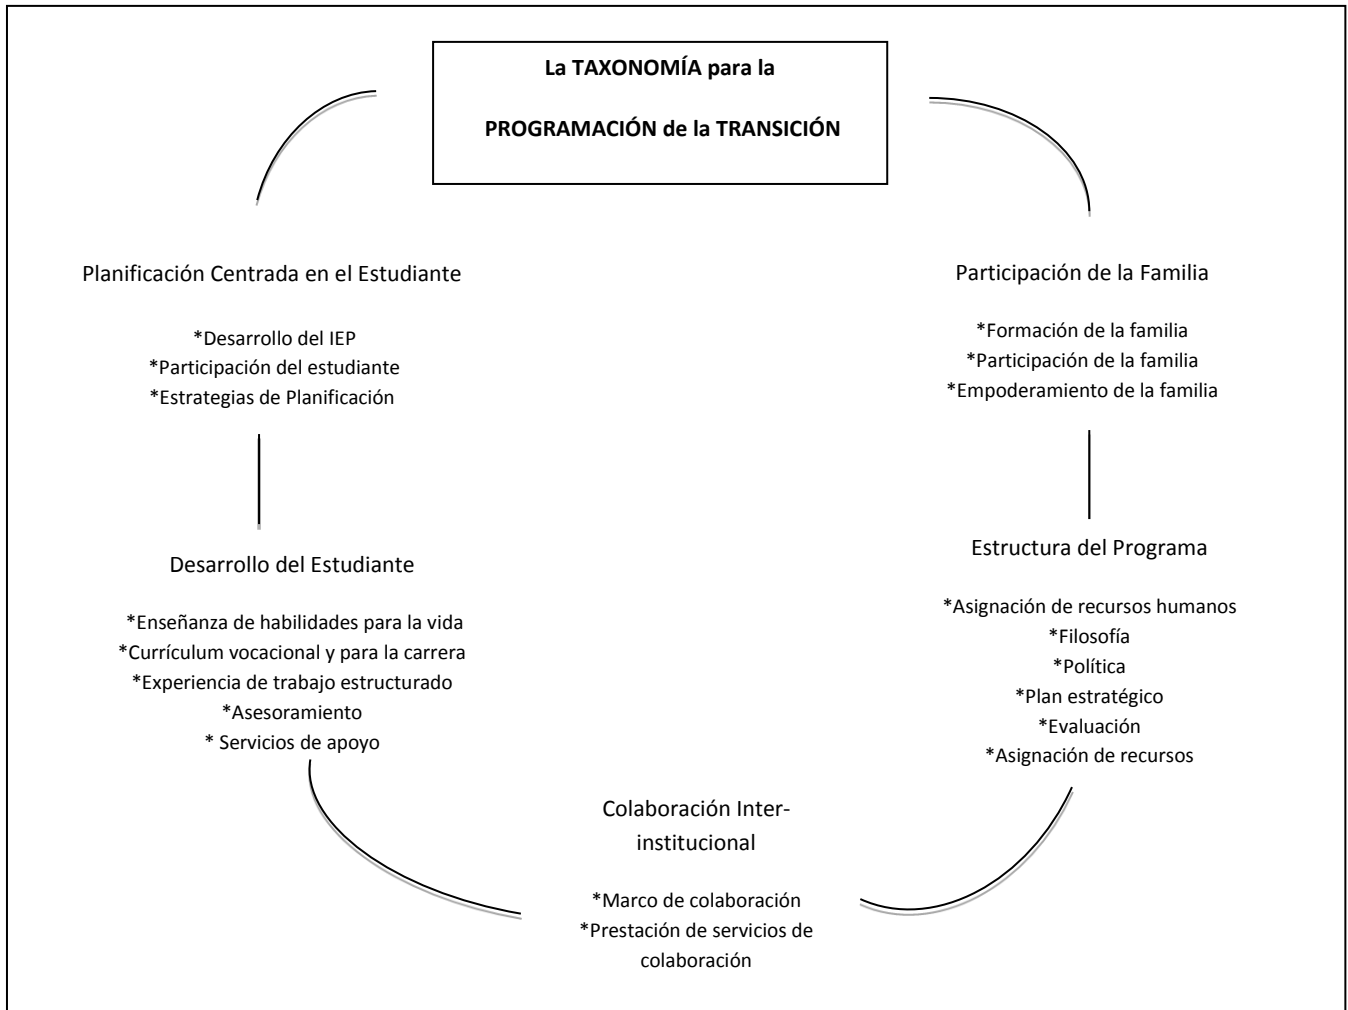 La TAXONOMÍA para la
PROGRAMACIÓN de la TRANSICIÓN
Planificación Centrada en el Estudiante
*Desarrollo del IEP
*Participación del estudiante
*Estrategias de Planificación
Participación de la Familia
*Formación de la familia
*Participación de la familia
*Empoderamiento de la familia
Desarrollo del Estudiante
*Enseñanza de habilidades para la vida
*Currículum vocacional y para la carrera
*Experiencia de trabajo estructurado
*Asesoramiento
* Servicios de apoyo
Estructura del Programa
*Asignación de recursos humanos
*Filosofía
*Política
*Plan estratégico
*Evaluación
*Asignación de recursos
Colaboración Inter-
institucional
*Marco de colaboración
*Prestación de servicios de
colaboración